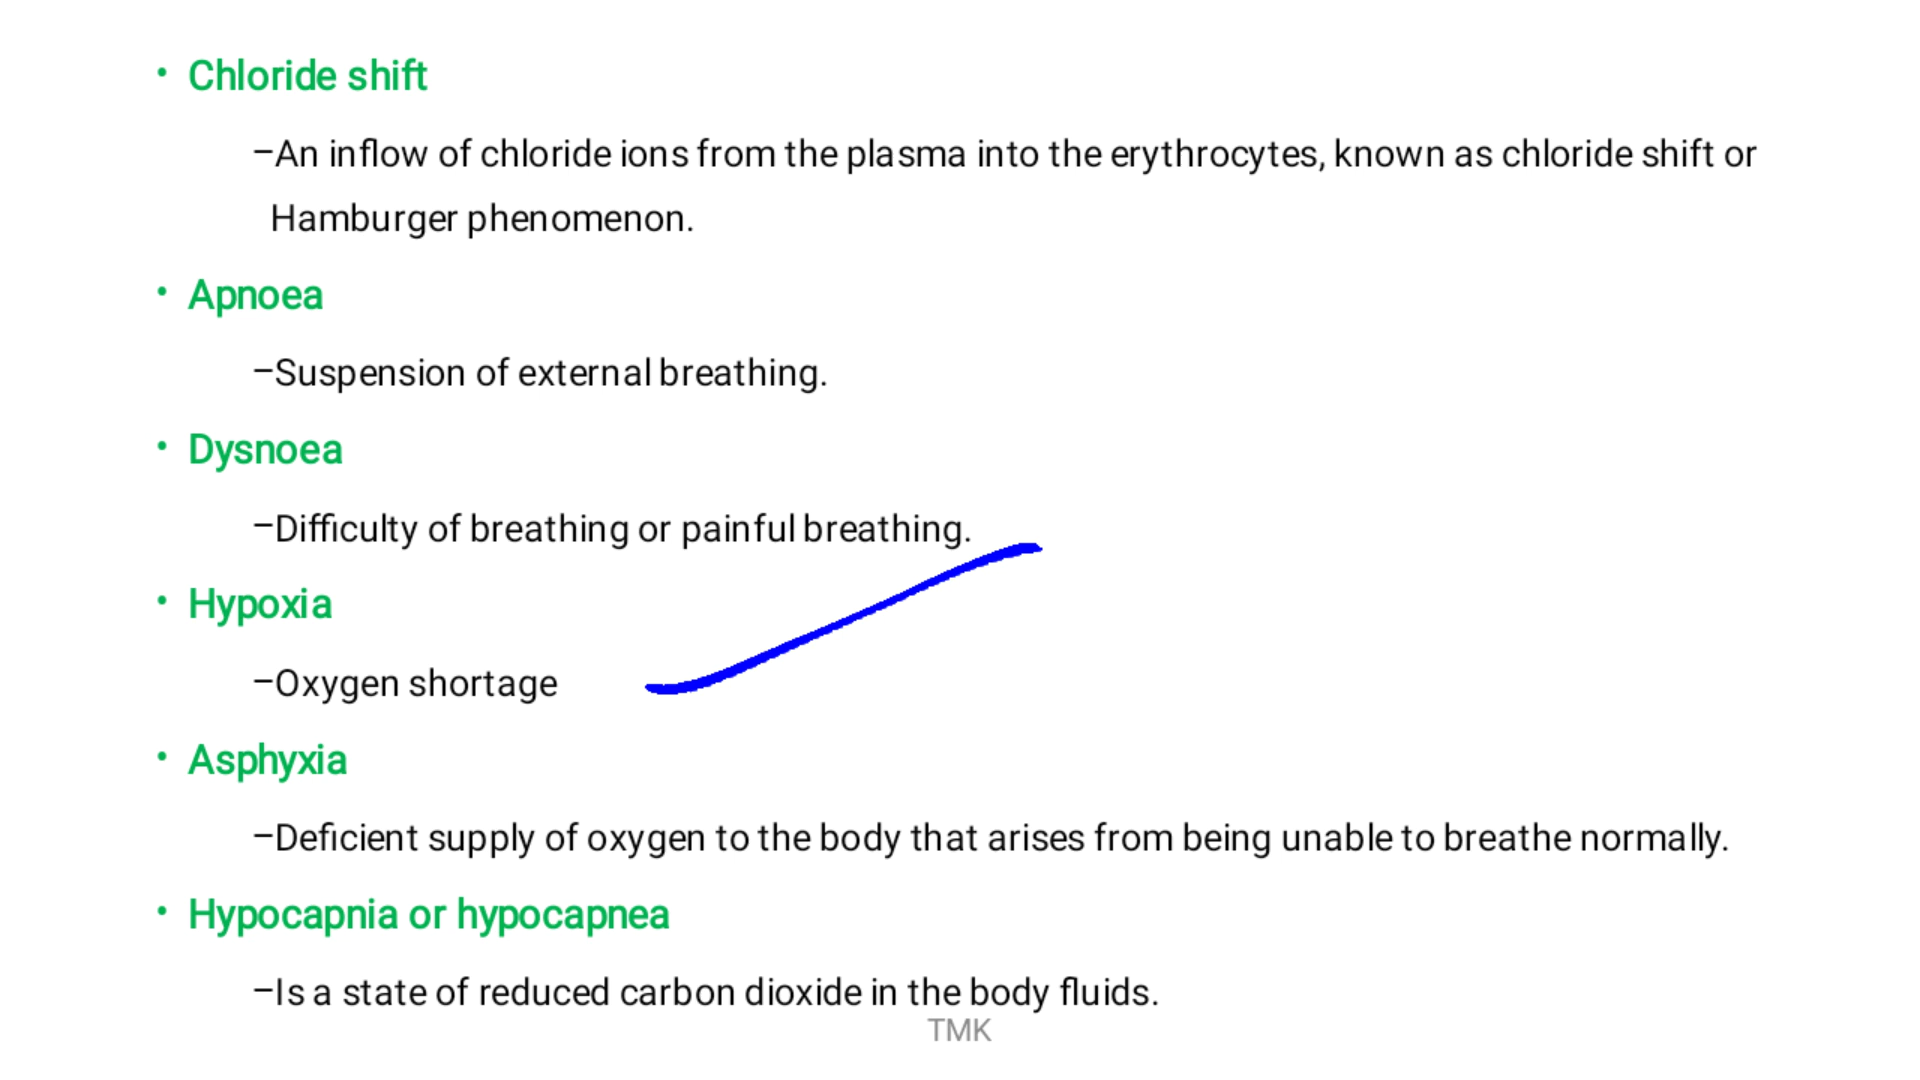 • Chloride shift
–An inflow of chloride ions from the plasma into the erythrocytes, known as chloride shift or
Hamburger phenomenon.
• Apnoea
–Suspension of external breathing.
• Dysnoea
–Difficulty of breathing or painful breathing.
• Hypoxia
–Oxygen shortage
• Asphyxia
–Deficient supply of oxygen to the body that arises from being unable to breathe normally.
• Hypocapnia or hypocapnea
–Is a state of reduced carbon dioxide in the body fluids.
TMK